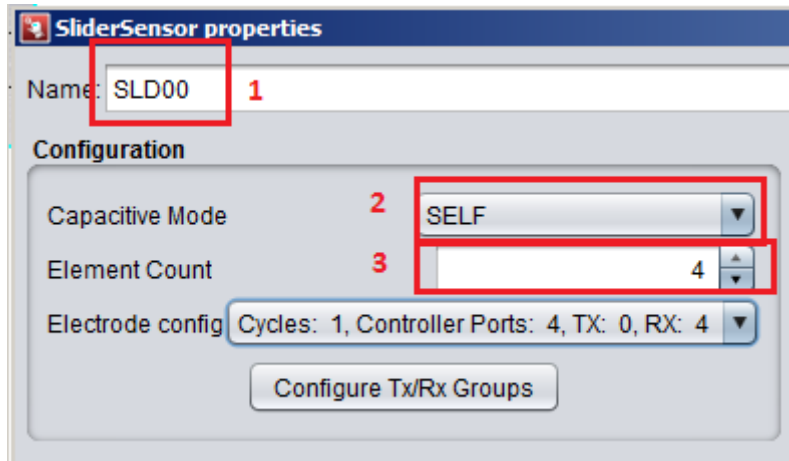 SliderSensor properties
Name: SLD00 1
Configuration
Capacitive Mode 2 SELF
Element Count 3 4
Electrode config Cycles: 1, Controller Ports: 4, TX: 0, RX: 4
Configure Tx/Rx Groups